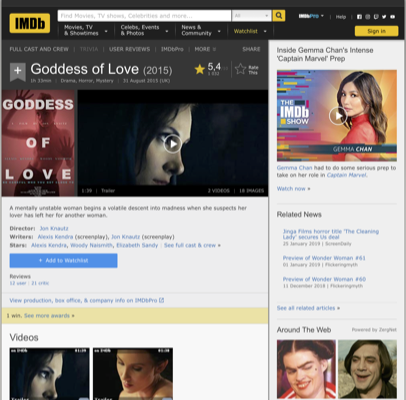 IMDb
Find Movies, TV shows, Celebrities and more...
All
Movies, TV
& Showtimes
Celebs, Events
& Photos
News &
Community
Watchlist
IMDbPro
Help
Sign in
FULL CAST AND CREW | TRIVIA | USER REVIEWS | IMDbPro | MORE
SHARE
Goddess of Love (2015)
1h 33min | Drama, Horror, Mystery | 31 August 2015 (UK)
5,4
Rate
This
GODDESS
OF
LOVE
1:39 | Trailer
2 VIDEOS | 18 IMAGES
A mentally unstable woman begins a violent descent into madness when she suspects her
lover has left her for another woman.
Director: Jon Knautz
Writers: Alexis Kendra (screenplay), Jon Knautz (screenplay)
Stars: Alexis Kendra, Woody Naismith, Elizabeth Sandy | See full cast & crew »
+ Add to Watchlist
Reviews
12 user | 21 critic
View production, box office, & company info on IMDbPro
1 win. See more awards »
Videos
Inside Gemma Chan's Intense
'Captain Marvel' Prep
THE
IMDb
SHOW
GEMMA CHAN
Gemma Chan had to do some serious prep to
take on her role in Captain Marvel.
Watch now »
Related News
Jinga Films horror title 'The Cleaning
Lady' secures Us deal
25 January 2019 | ScreenDaily
Preview of Wonder Woman #61
01 January 2019 | Flickeringmyth
Preview of Wonder Woman #60
11 December 2018 | Flickeringmyth
See all related articles »
Around The Web
Powered by ZergNet